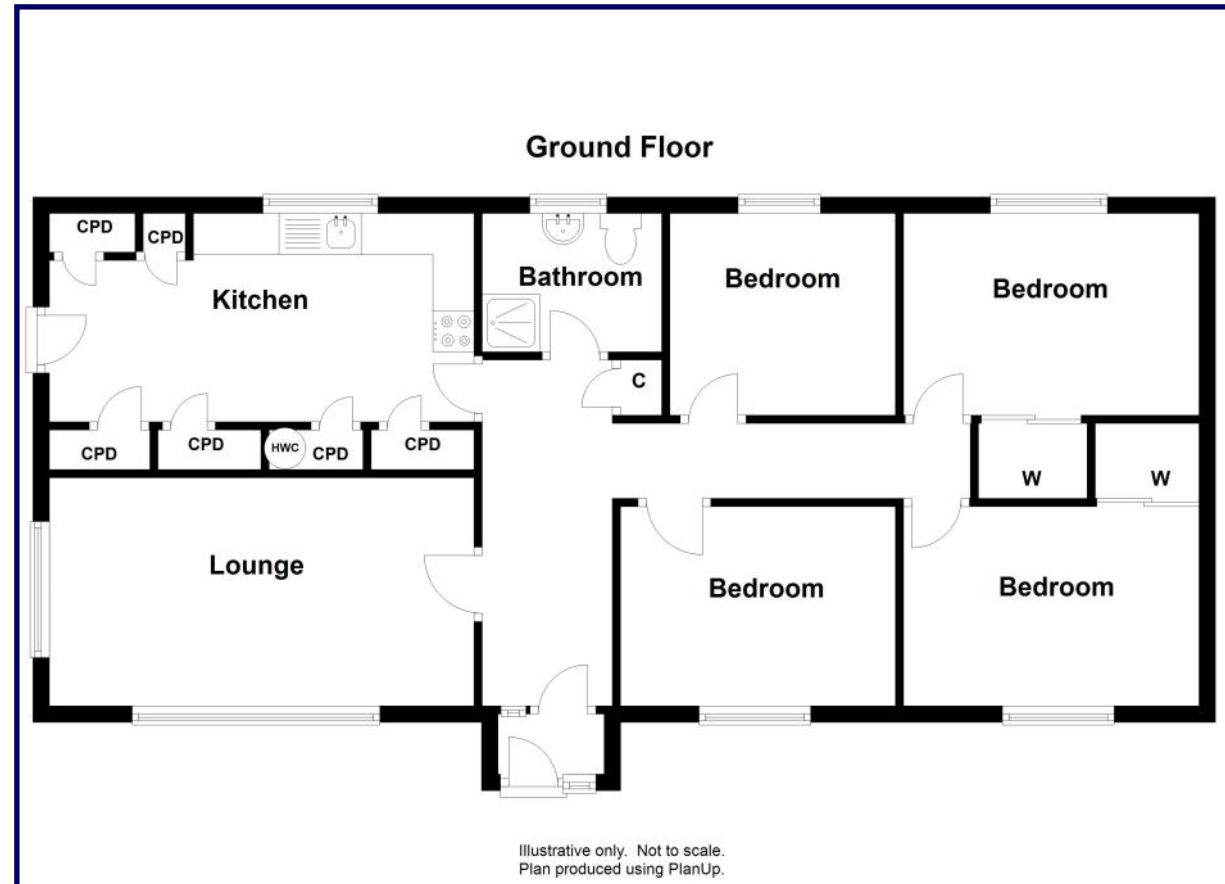 Ground Floor
CPD
CPD
Kitchen
Bathroom
Bedroom
Bedroom
C
CPD
CPD
HWC
CPD
CPD
W
W
Lounge
Bedroom
Bedroom
Illustrative only. Not to scale.
Plan produced using PlanUp.